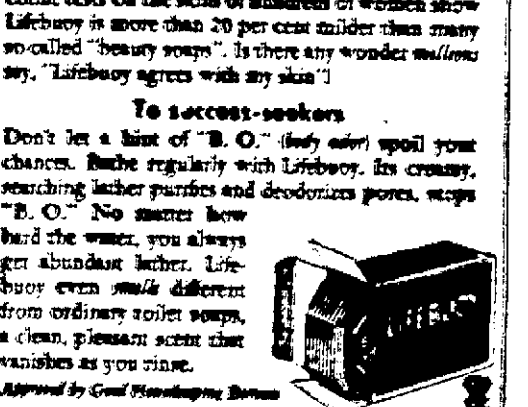 tests on the skins of hundreds of women show
Lifebuoy is more than 20 per cent milder than many
so-called "beauty soaps". Is there any wonder millions
say, "Lifebuoy agrees with my skin"!
To success-seekers
Don't let a hint of "B. O." (body odor) spoil your
chances. Bathe regularly with Lifebuoy. Its creamy,
searching lather purifies and deodorizes pores, stops
"B. O." No matter how
hard the water, you always
get abundant lather. Life-
buoy even smells different
from ordinary toilet soaps,
a clean, pleasant scent that
vanishes as you rinse.
Approved by Good Housekeeping Bureau